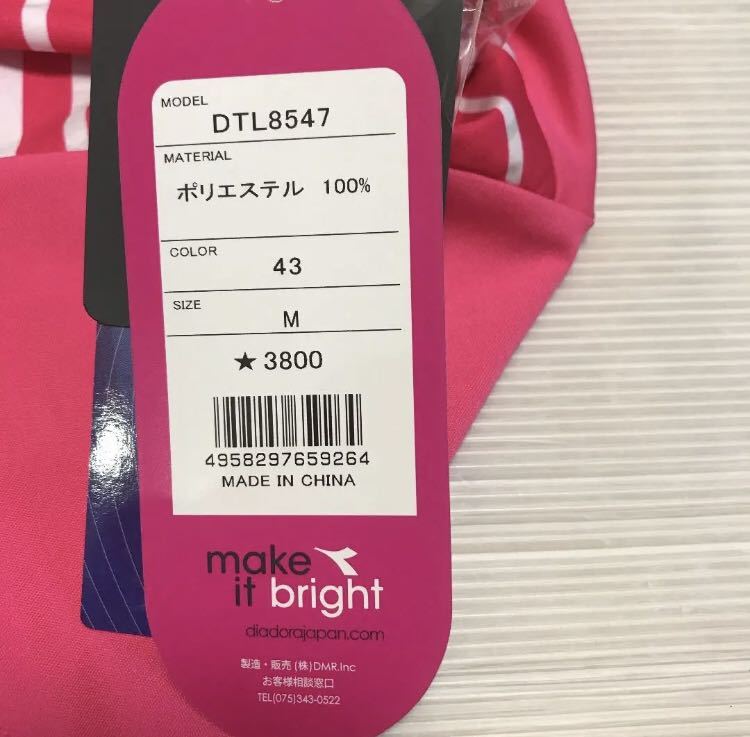 MODEL
DTL8547
MATERIAL
ポリエステル 100%
COLOR
43
SIZE
M
★3800
4958297659264
MADE IN CHINA
make
it bright
diadorajapan.com
製造・販売 (株)DMR.Inc
お客様相談窓口
TEL(075)343-0522